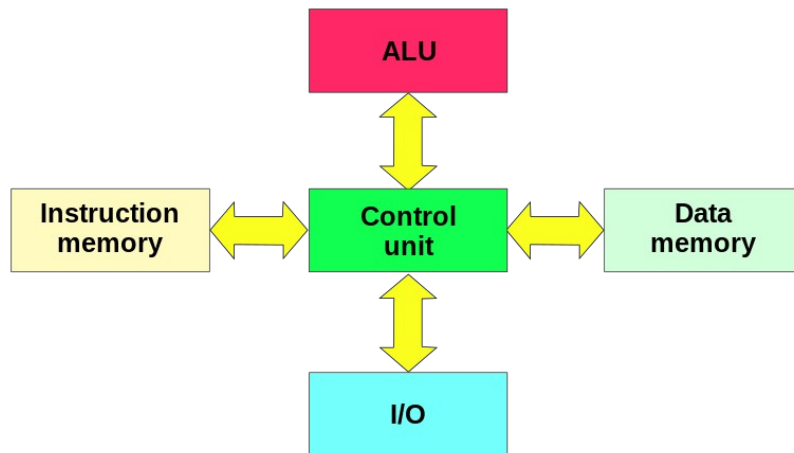 ALU
Instruction
memory
Control
unit
Data
memory
I/O